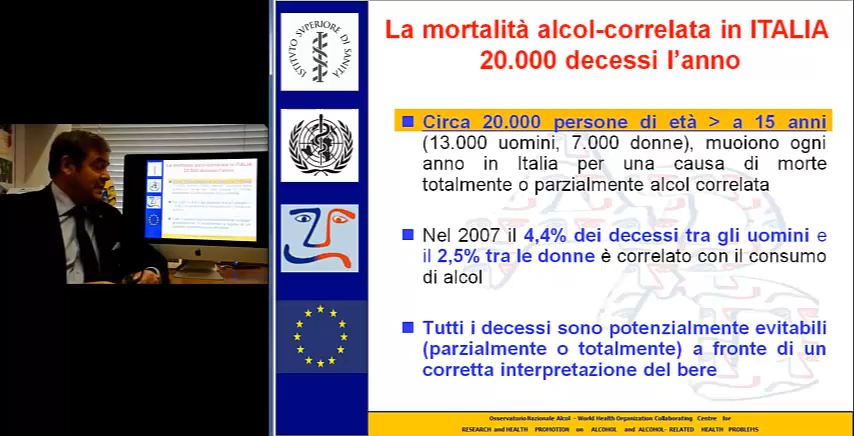 ISTITVTO SVPERIORE DI SANITA
La mortalità alcol-correlata in ITALIA
20.000 decessi l’anno
Circa 20.000 persone di età > a 15 anni
(13.000 uomini, 7.000 donne), muoiono ogni
anno in Italia per una causa di morte
totalmente o parzialmente alcol correlata
Nel 2007 il 4,4% dei decessi tra gli uomini e
il 2,5% tra le donne è correlato con il consumo
di alcol
Tutti i decessi sono potenzialmente evitabili
(parzialmente o totalmente) a fronte di un
corretta interpretazione del bere
Osservatorio Nazionale Alcol - World Health Organization Collaborating Centre for
RESEARCH and HEALTH PROMOTION on ALCOHOL and ALCOHOL- RELATED HEALTH PROBLEMS